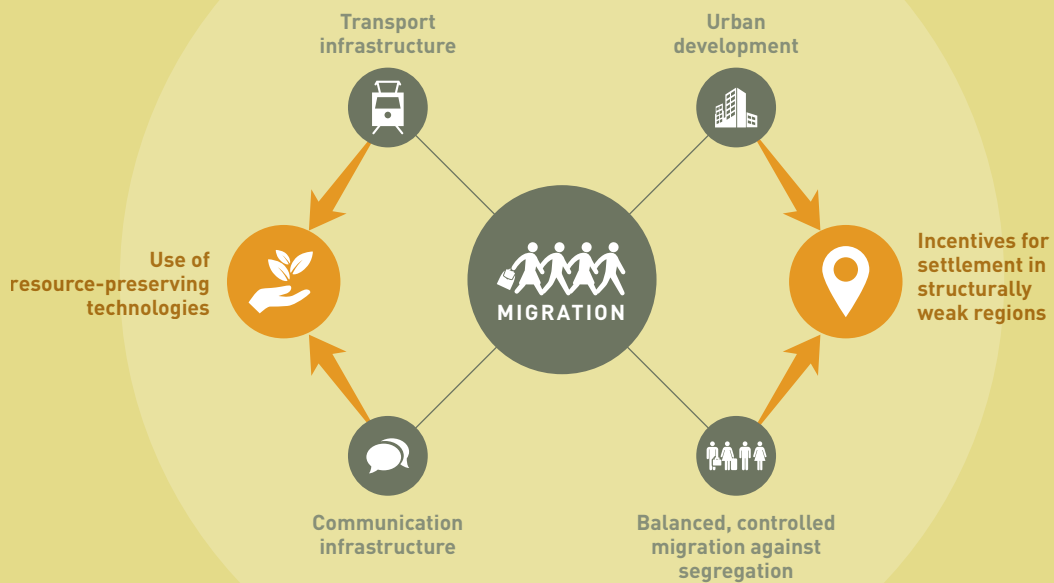 Transport
infrastructure
Urban
development
Use of
resource-preserving
technologies
MIGRATION
Incentives for
settlement in
structurally
weak regions
Communication
infrastructure
Balanced, controlled
migration against
segregation